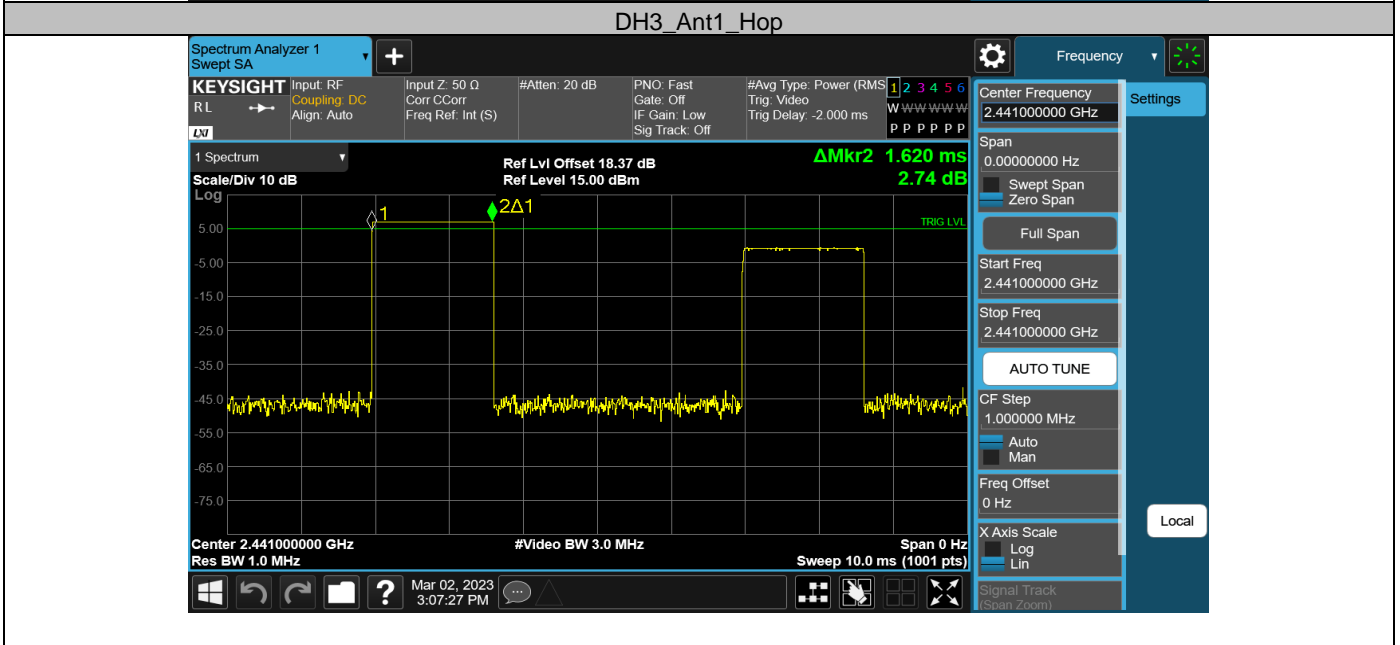 DH3_Ant1_Hop
Spectrum Analyzer 1
Swept SA
+
Frequency
KEYSIGHT
R L
LXI
Input: RF
Coupling: DC
Align: Auto
Input Z: 50 Ω
Corr CCorr
Freq Ref: Int (S)
#Atten: 20 dB
PNO: Fast
Gate: Off
IF Gain: Low
Sig Track: Off
#Avg Type: Power (RMS
Trig: Video
Trig Delay: -2.000 ms
1 2 3 4 5 6
W W W W W W
P P P P P P
1 Spectrum
Scale/Div 10 dB
Log
Ref Lvl Offset 18.37 dB
Ref Level 15.00 dBm
ΔMkr2 1.620 ms
2.74 dB
1
2Δ1
TRIG LVL
5.00
-5.00
-15.0
-25.0
-35.0
-45.0
-55.0
-65.0
-75.0
Center 2.441000000 GHz
Res BW 1.0 MHz
#Video BW 3.0 MHz
Span 0 Hz
Sweep 10.0 ms (1001 pts)
Center Frequency
2.441000000 GHz
Settings
Span
0.00000000 Hz
Swept Span
Zero Span
Full Span
Start Freq
2.441000000 GHz
Stop Freq
2.441000000 GHz
AUTO TUNE
CF Step
1.000000 MHz
Auto
Man
Freq Offset
0 Hz
X Axis Scale
Log
Lin
Signal Track
(Span Zoom)
Local
?
Mar 02, 2023
3:07:27 PM